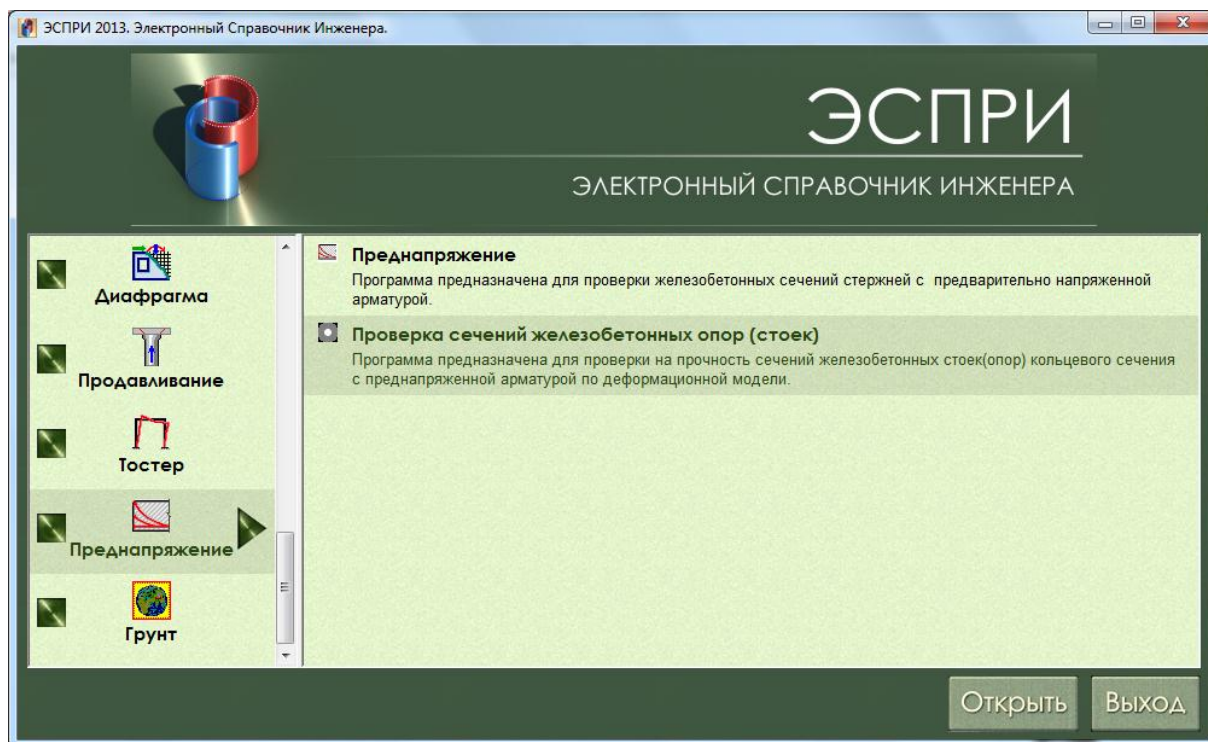 ЭСПРИ 2013. Электронный Справочник Инженера.
ЭСПРИ
ЭЛЕКТРОННЫЙ СПРАВОЧНИК ИНЖЕНЕРА
Диафрагма
Продавливание
Тостер
Преднапряжение
Грунт
Преднапряжение
Программа предназначена для проверки железобетонных сечений стержней с предварительно напряженной
арматурой.
Проверка сечений железобетонных опор (стоек)
Программа предназначена для проверки на прочность сечений железобетонных стоек(опор) кольцевого сечения
с преднапряженной арматурой по деформационной модели.
Открыть
Выход